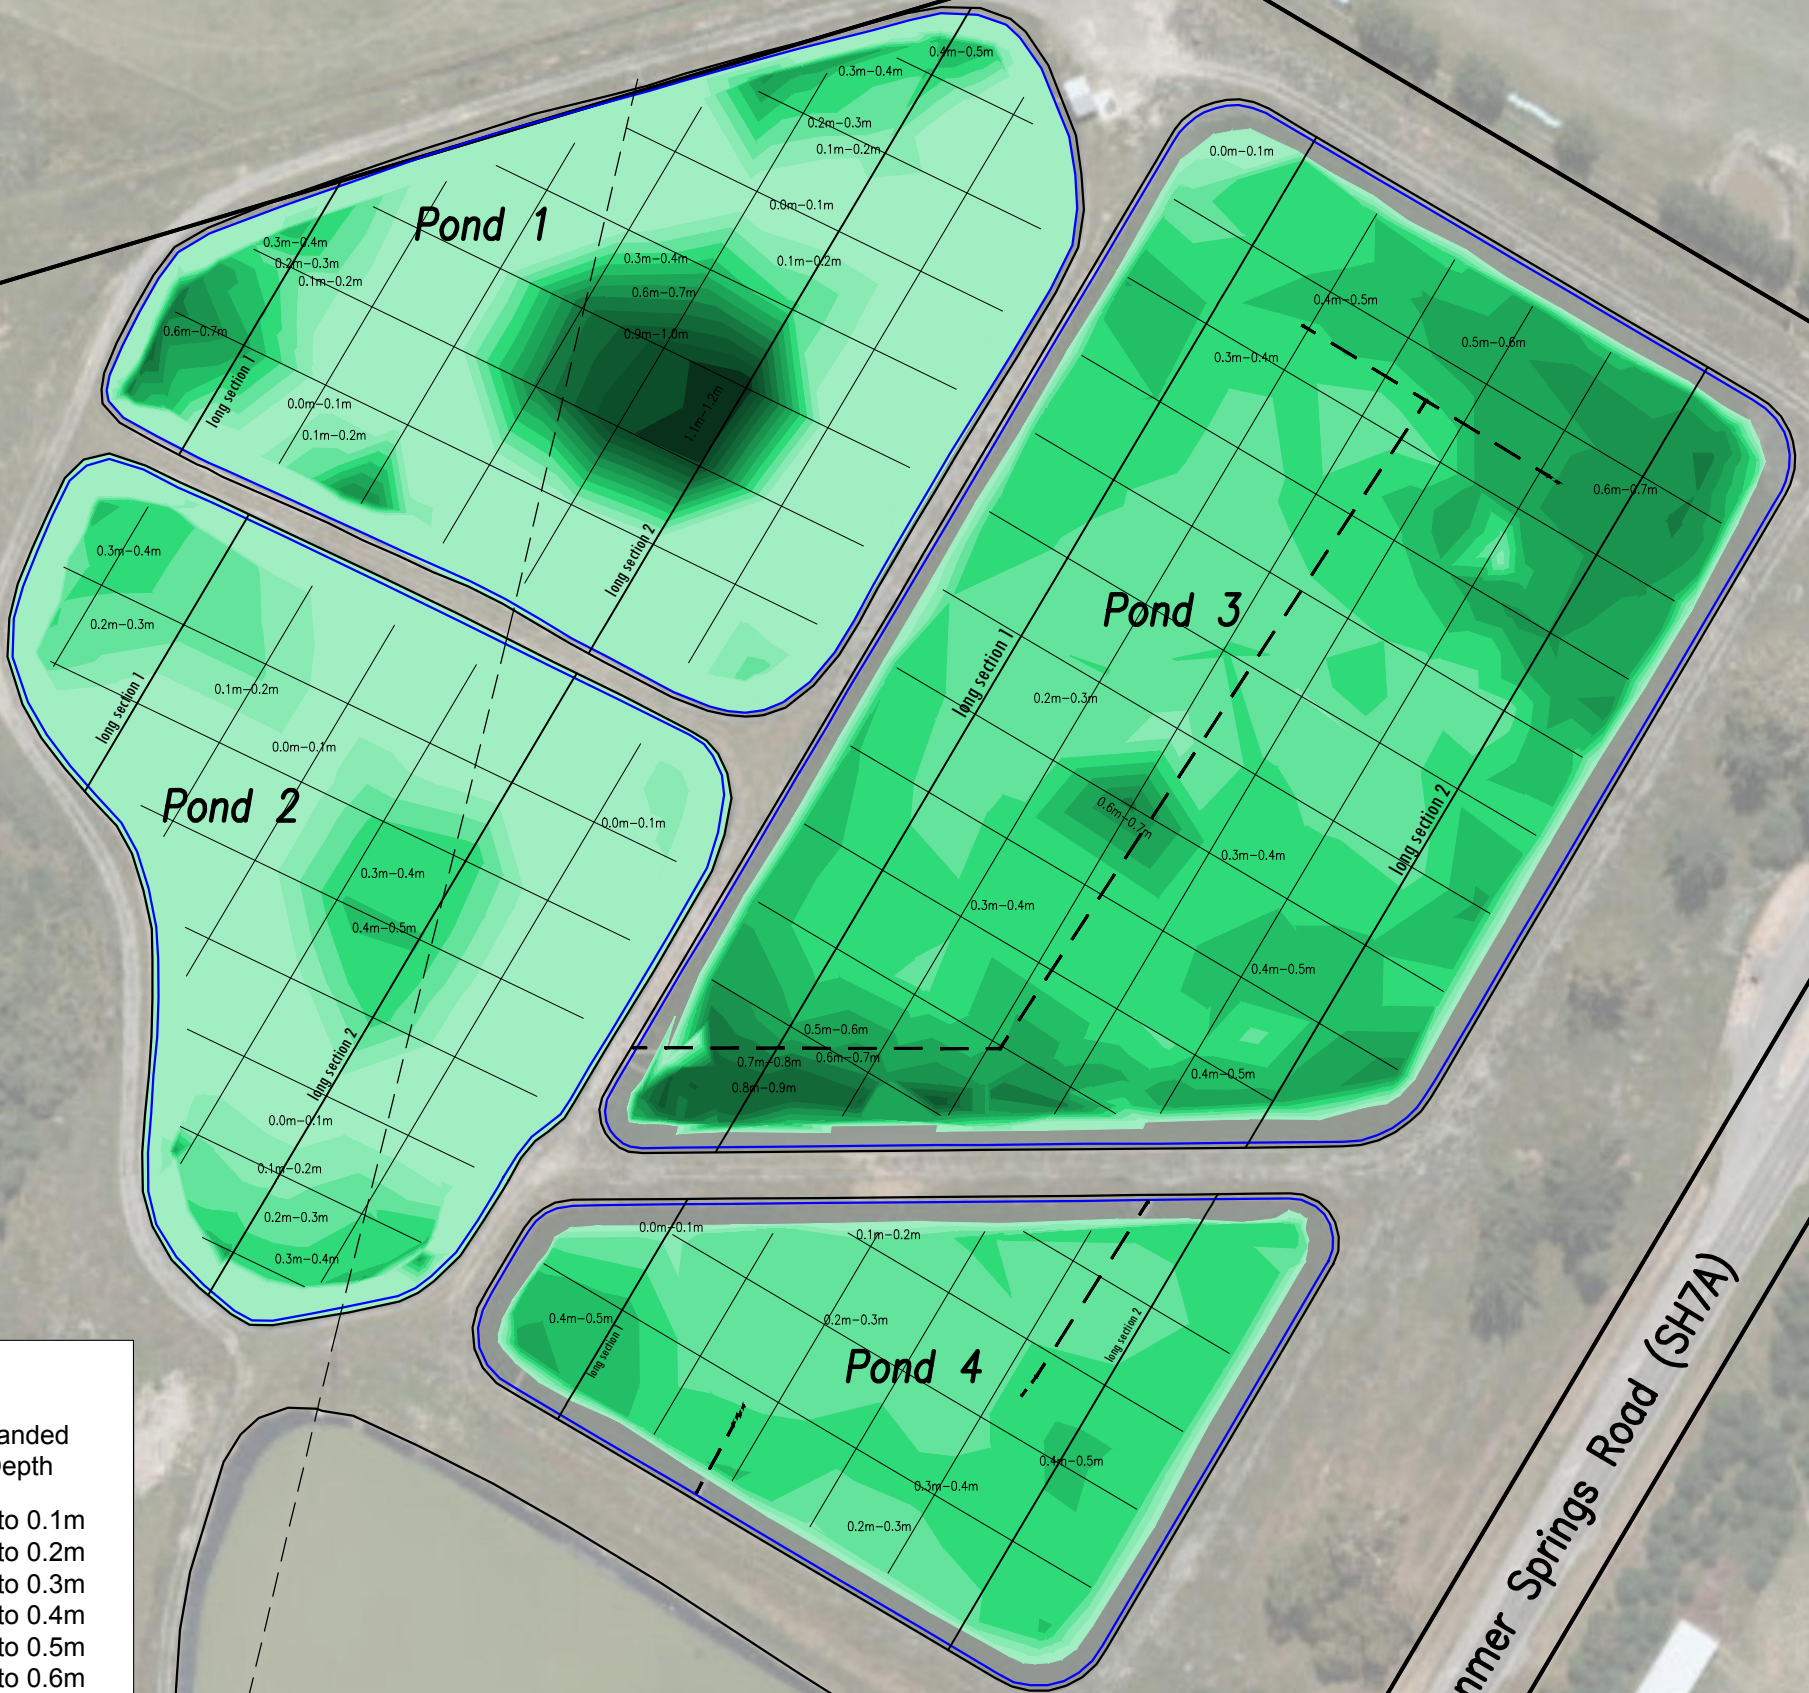 Pond 1
0.4m-0.5m
0.3m-0.4m
0.2m-0.3m
0.1m-0.2m
0.0m-0.1m
0.1m-0.2m
0.3m-0.4m
0.6m-0.7m
0.9m-1.0m
1.1m-1.2m
0.3m-0.4m
0.2m-0.3m
0.1m-0.2m
0.6m-0.7m
long section 1
0.0m-0.1m
0.1m-0.2m
long section 2
Pond 2
0.3m-0.4m
0.2m-0.3m
long section 1
0.1m-0.2m
0.0m-0.1m
0.0m-0.1m
0.3m-0.4m
0.4m-0.5m
long section 2
0.0m-0.1m
0.1m-0.2m
0.2m-0.3m
0.3m-0.4m
Pond 3
0.0m-0.1m
0.4m-0.5m
0.5m-0.6m
0.3m-0.4m
0.6m-0.7m
long section 1
0.2m-0.3m
0.6m-0.7m
long section 2
0.3m-0.4m
0.3m-0.4m
0.4m-0.5m
0.5m-0.6m
0.6m-0.7m
0.7m-0.8m
0.8m-0.9m
0.4m-0.5m
Pond 4
0.0m-0.1m
0.1m-0.2m
0.4m-0.5m
long section 1
0.2m-0.3m
long section 2
0.4m-0.5m
0.3m-0.4m
0.2m-0.3m
nmer Springs Road (SH7A)
anded
epth
to 0.1m
to 0.2m
to 0.3m
to 0.4m
to 0.5m
to 0.6m